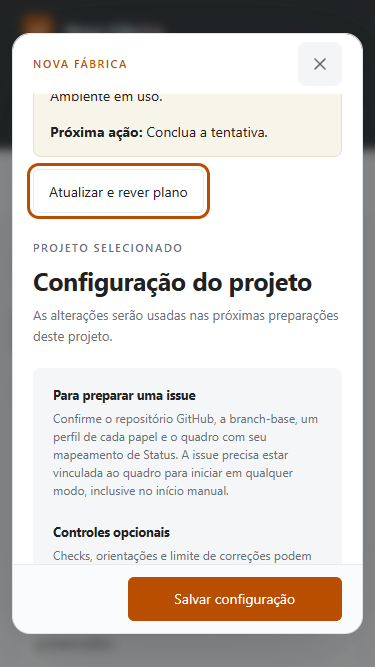 NOVA FÁBRICA
Ambiente em uso.
Próxima ação: Conclua a tentativa.
Atualizar e rever plano
PROJETO SELECIONADO
Configuração do projeto
As alterações serão usadas nas próximas preparações
deste projeto.
Para preparar uma issue
Confirme o repositório GitHub, a branch-base, um
perfil de cada papel e o quadro com seu
mapeamento de Status. A issue precisa estar
vinculada ao quadro para iniciar em qualquer
modo, inclusive no início manual.
Controles opcionais
Checks, orientações e limite de correções podem
Salvar configuração